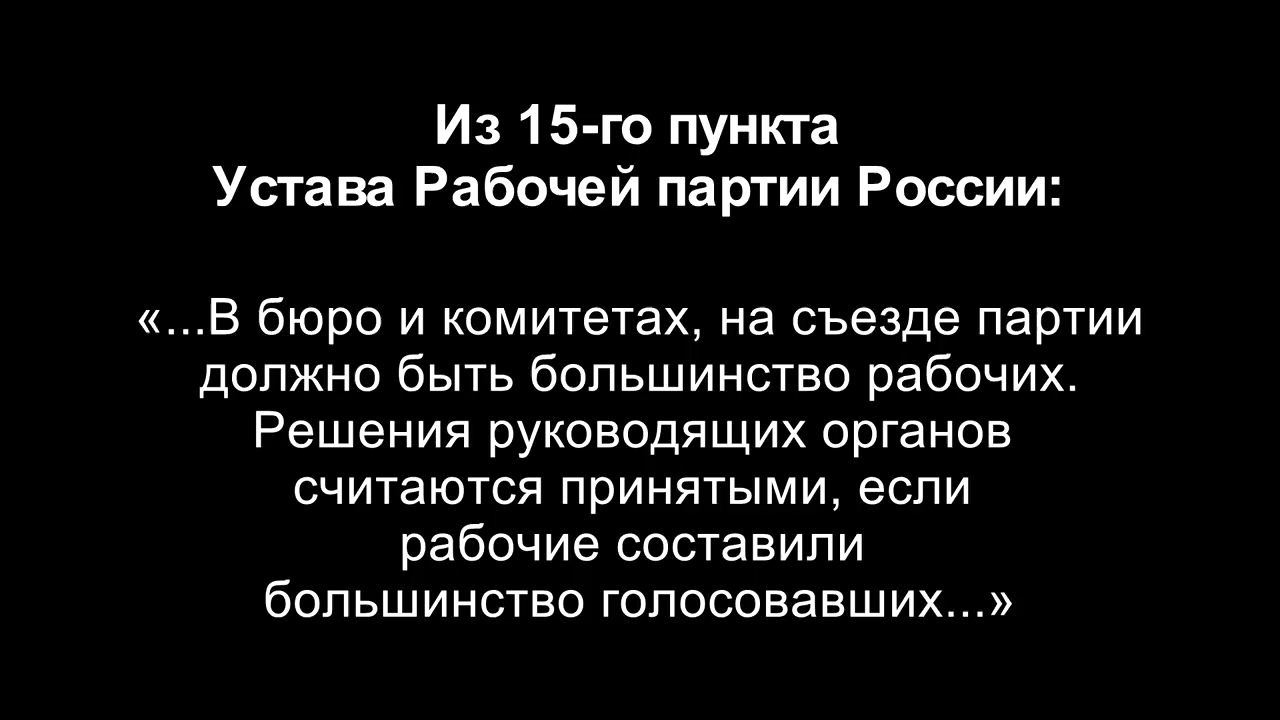 Из 15-го пункта
Устава Рабочей партии России:
«...В бюро и комитетах, на съезде партии
должно быть большинство рабочих.
Решения руководящих органов
считаются принятыми, если
рабочие составили
большинство голосовавших...»